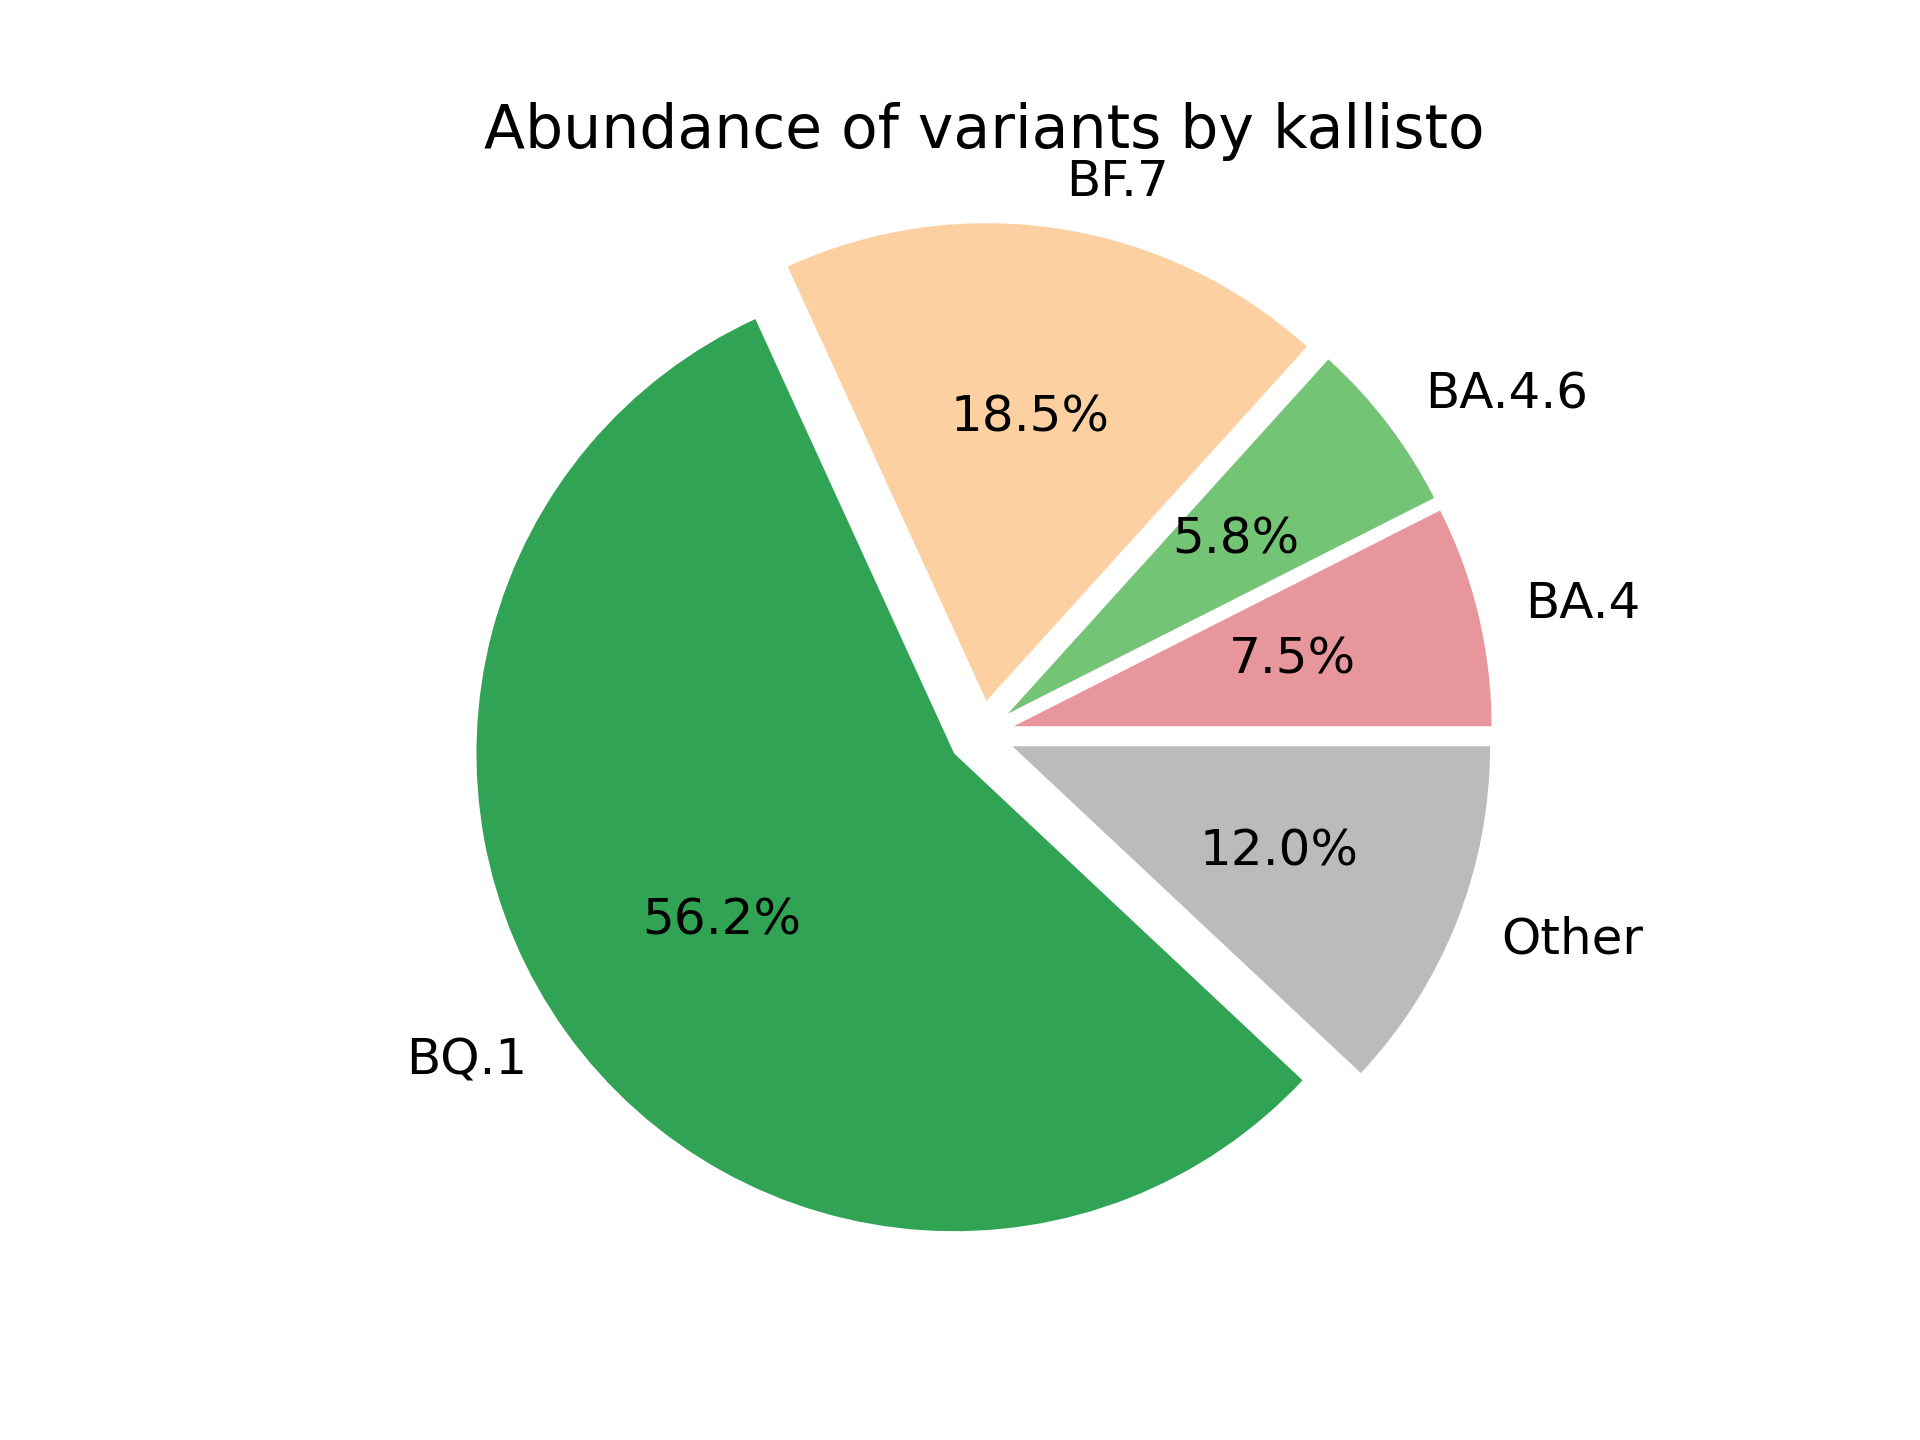 Abundance of variants by kallisto
BF.7
BA.4.6
18.5%
5.8%
BA.4
7.5%
12.0%
56.2%
Other
BQ.1